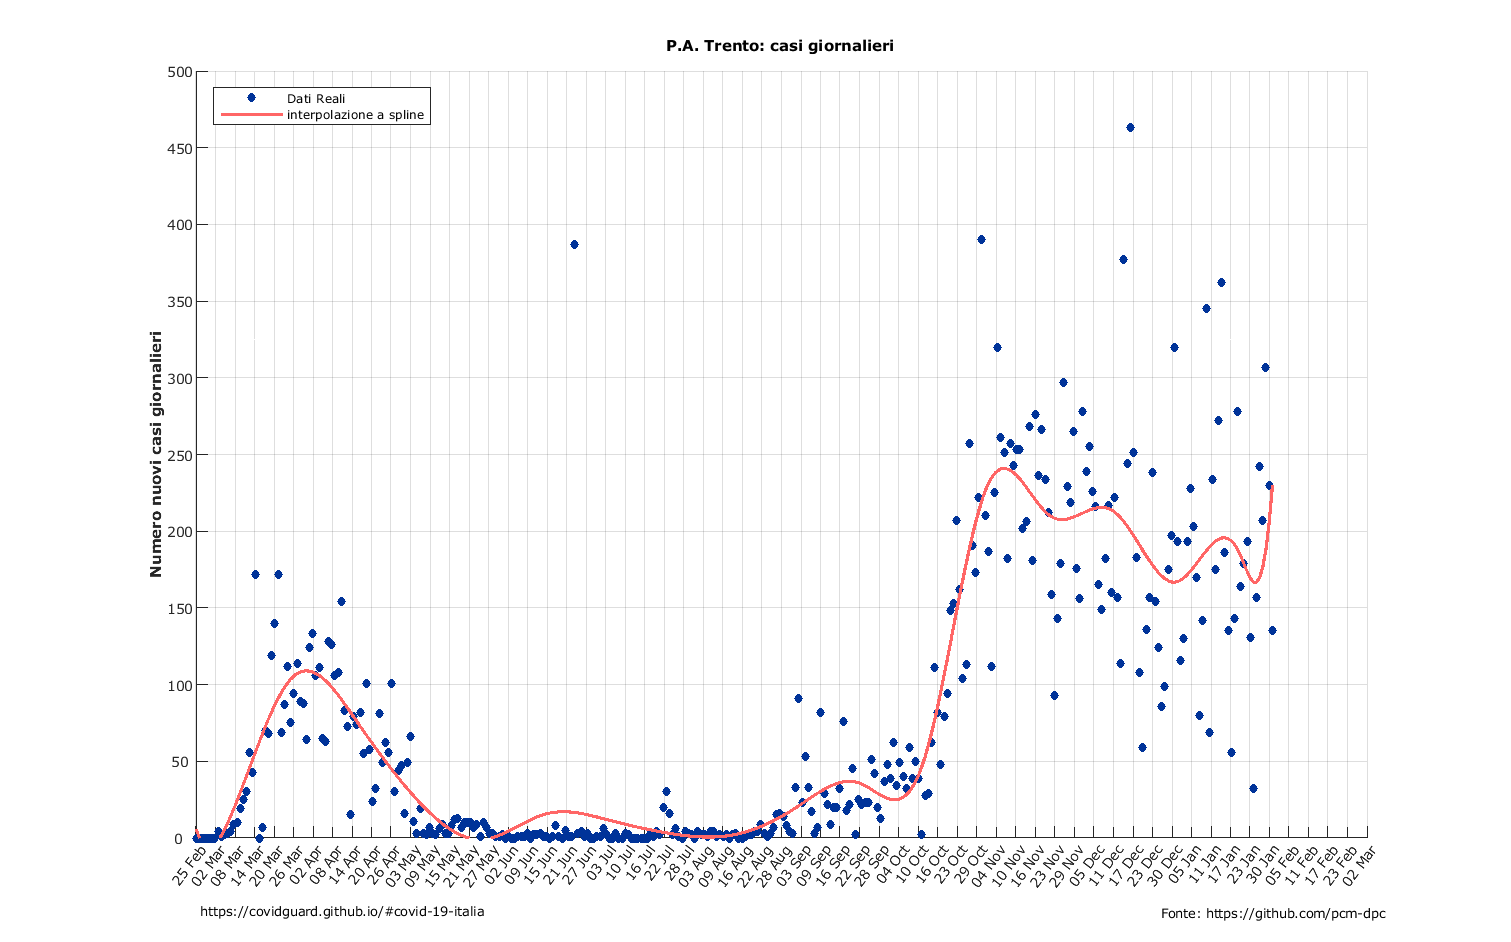 P.A. Trento: casi giornalieri
500
450
400
350
300
250
200
150
100
50
0
Numero nuovi casi giornalieri
Dati Reali
interpolazione a spline
25 Feb
02 Mar
08 Mar
14 Mar
20 Mar
26 Mar
02 Apr
08 Apr
14 Apr
20 Apr
26 Apr
03 May
09 May
15 May
21 May
27 May
02 Jun
09 Jun
15 Jun
21 Jun
27 Jun
03 Jul
10 Jul
16 Jul
22 Jul
28 Jul
03 Aug
09 Aug
16 Aug
22 Aug
28 Aug
03 Sep
09 Sep
16 Sep
22 Sep
28 Sep
04 Oct
10 Oct
16 Oct
23 Oct
29 Oct
04 Nov
10 Nov
16 Nov
23 Nov
29 Dec
05 Dec
11 Dec
17 Dec
23 Dec
30 Jan
05 Jan
11 Jan
17 Jan
23 Jan
30 Jan
05 Feb
11 Feb
17 Feb
23 Feb
02 Mar
https://covidguard.github.io/#covid-19-italia
Fonte: https://github.com/pcm-dpc